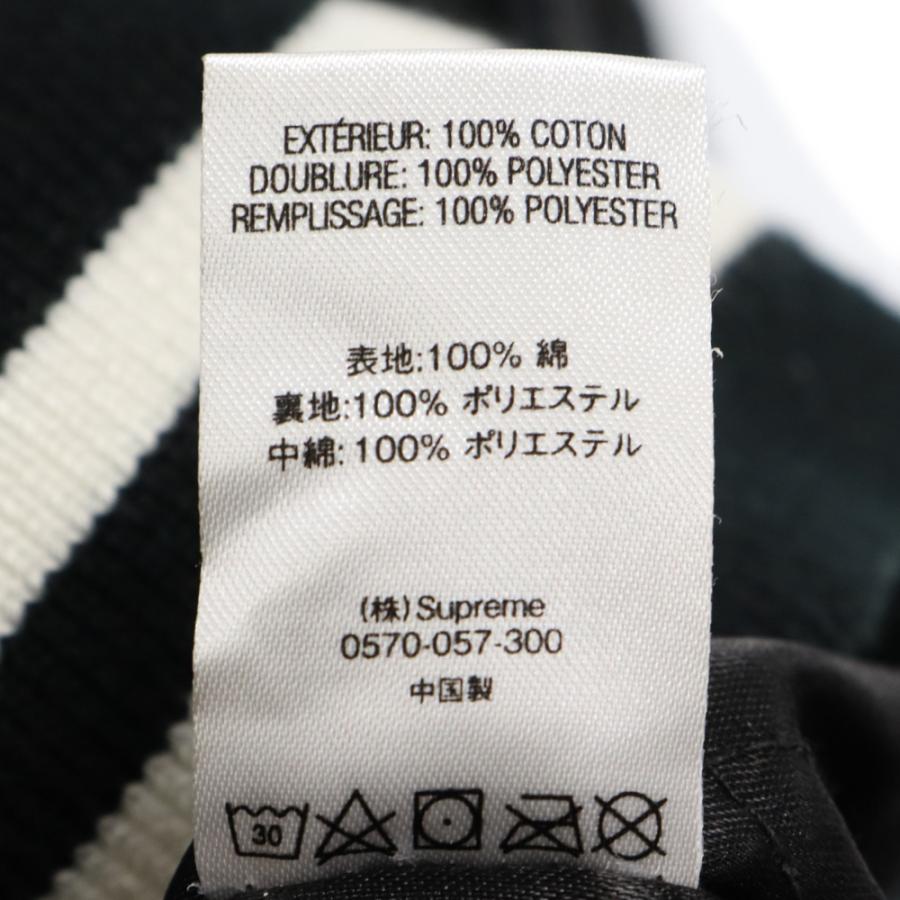 EXTÉRIEUR: 100% COTON
DOUBLURE: 100% POLYESTER
REMPLISSAGE: 100% POLYESTER
表地:100% 綿
裏地:100% ポリエステル
中綿: 100% ポリエステル
(株)Supreme
0570-057-300
中国製
30